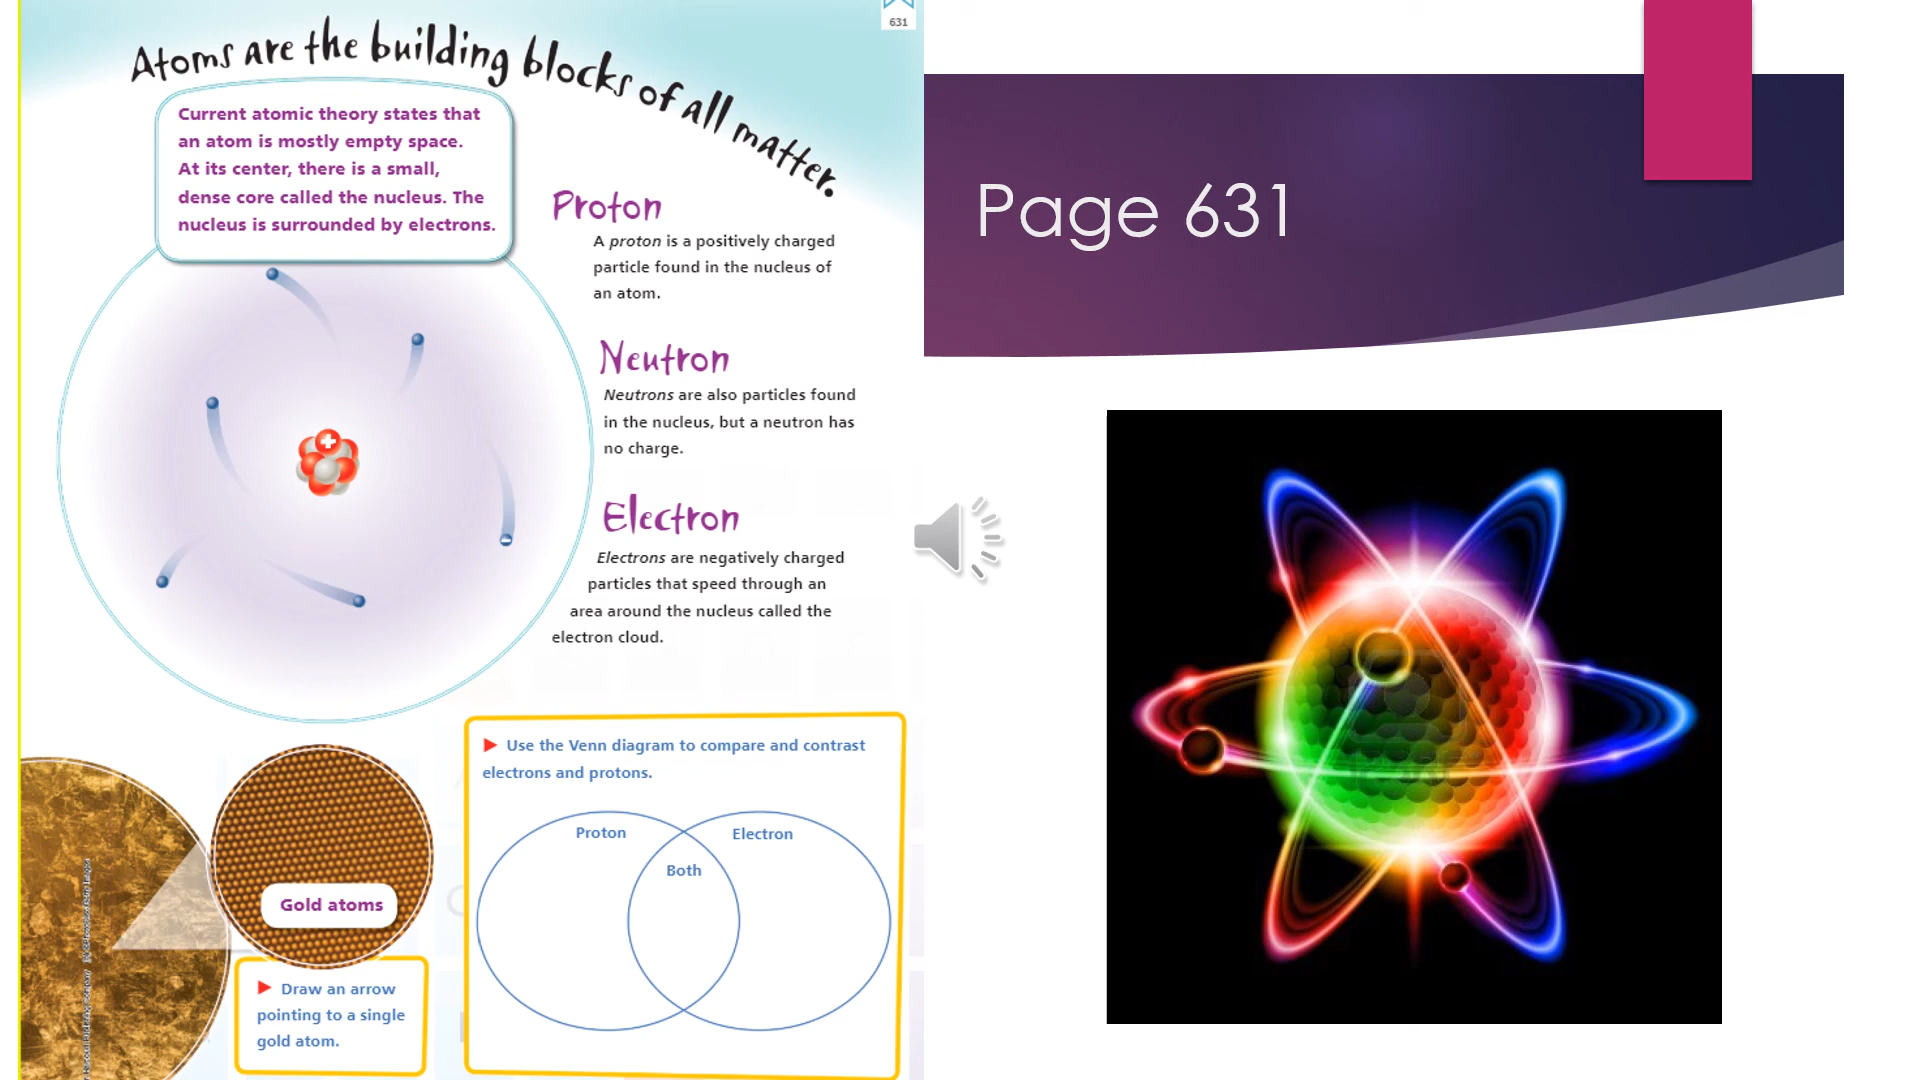 631
Atoms are the building blocks of all matter.
Current atomic theory states that
an atom is mostly empty space.
At its center, there is a small,
dense core called the nucleus. The
nucleus is surrounded by electrons.
Proton
A proton is a positively charged
particle found in the nucleus of
an atom.
Neutron
Neutrons are also particles found
in the nucleus, but a neutron has
no charge.
Electron
Electrons are negatively charged
particles that speed through an
area around the nucleus called the
electron cloud.
Gold atoms
Draw an arrow
pointing to a single
gold atom.
Use the Venn diagram to compare and contrast
electrons and protons.
Proton
Electron
Both
Page 631